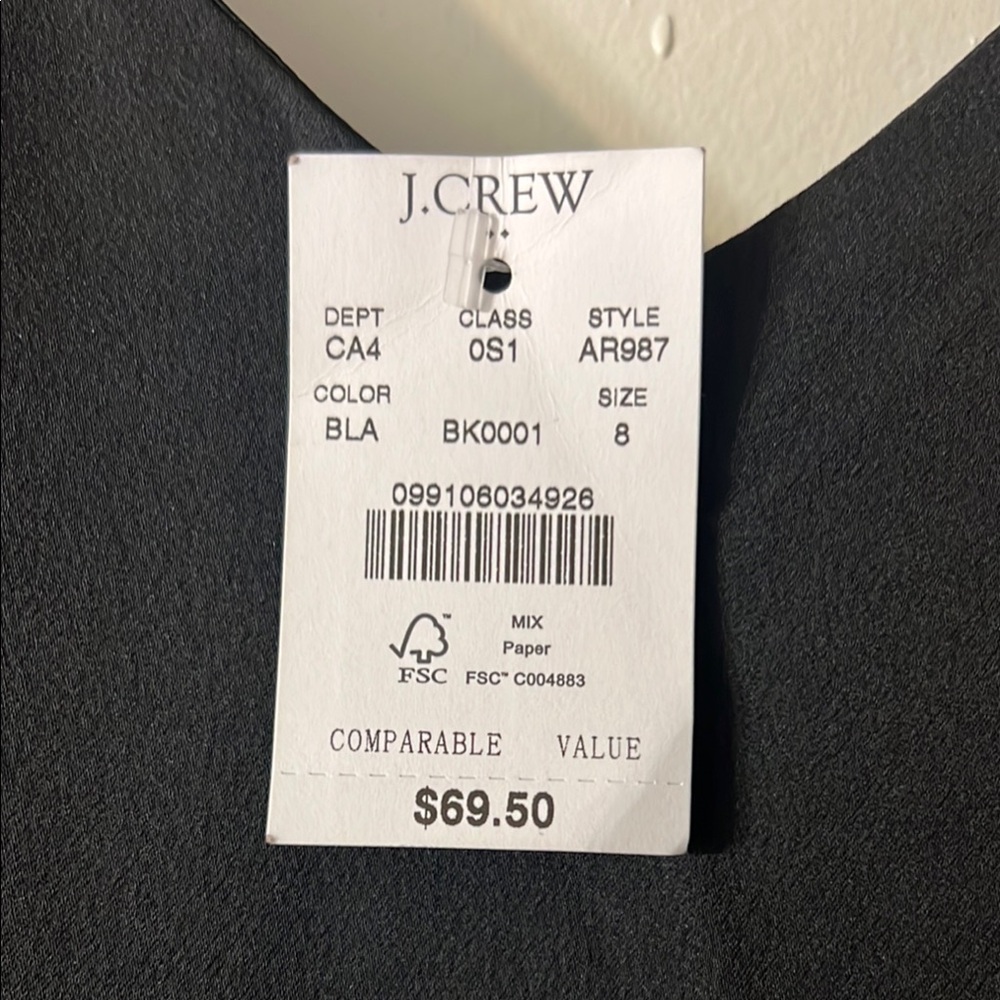 J.CREW
DEPT CLASS STYLE
CA4 0S1 AR987
COLOR SIZE
BLA BK0001 8
099106034926
MIX
Paper
FSC™ FSC™ C004883
COMPARABLE VALUE
$69.50